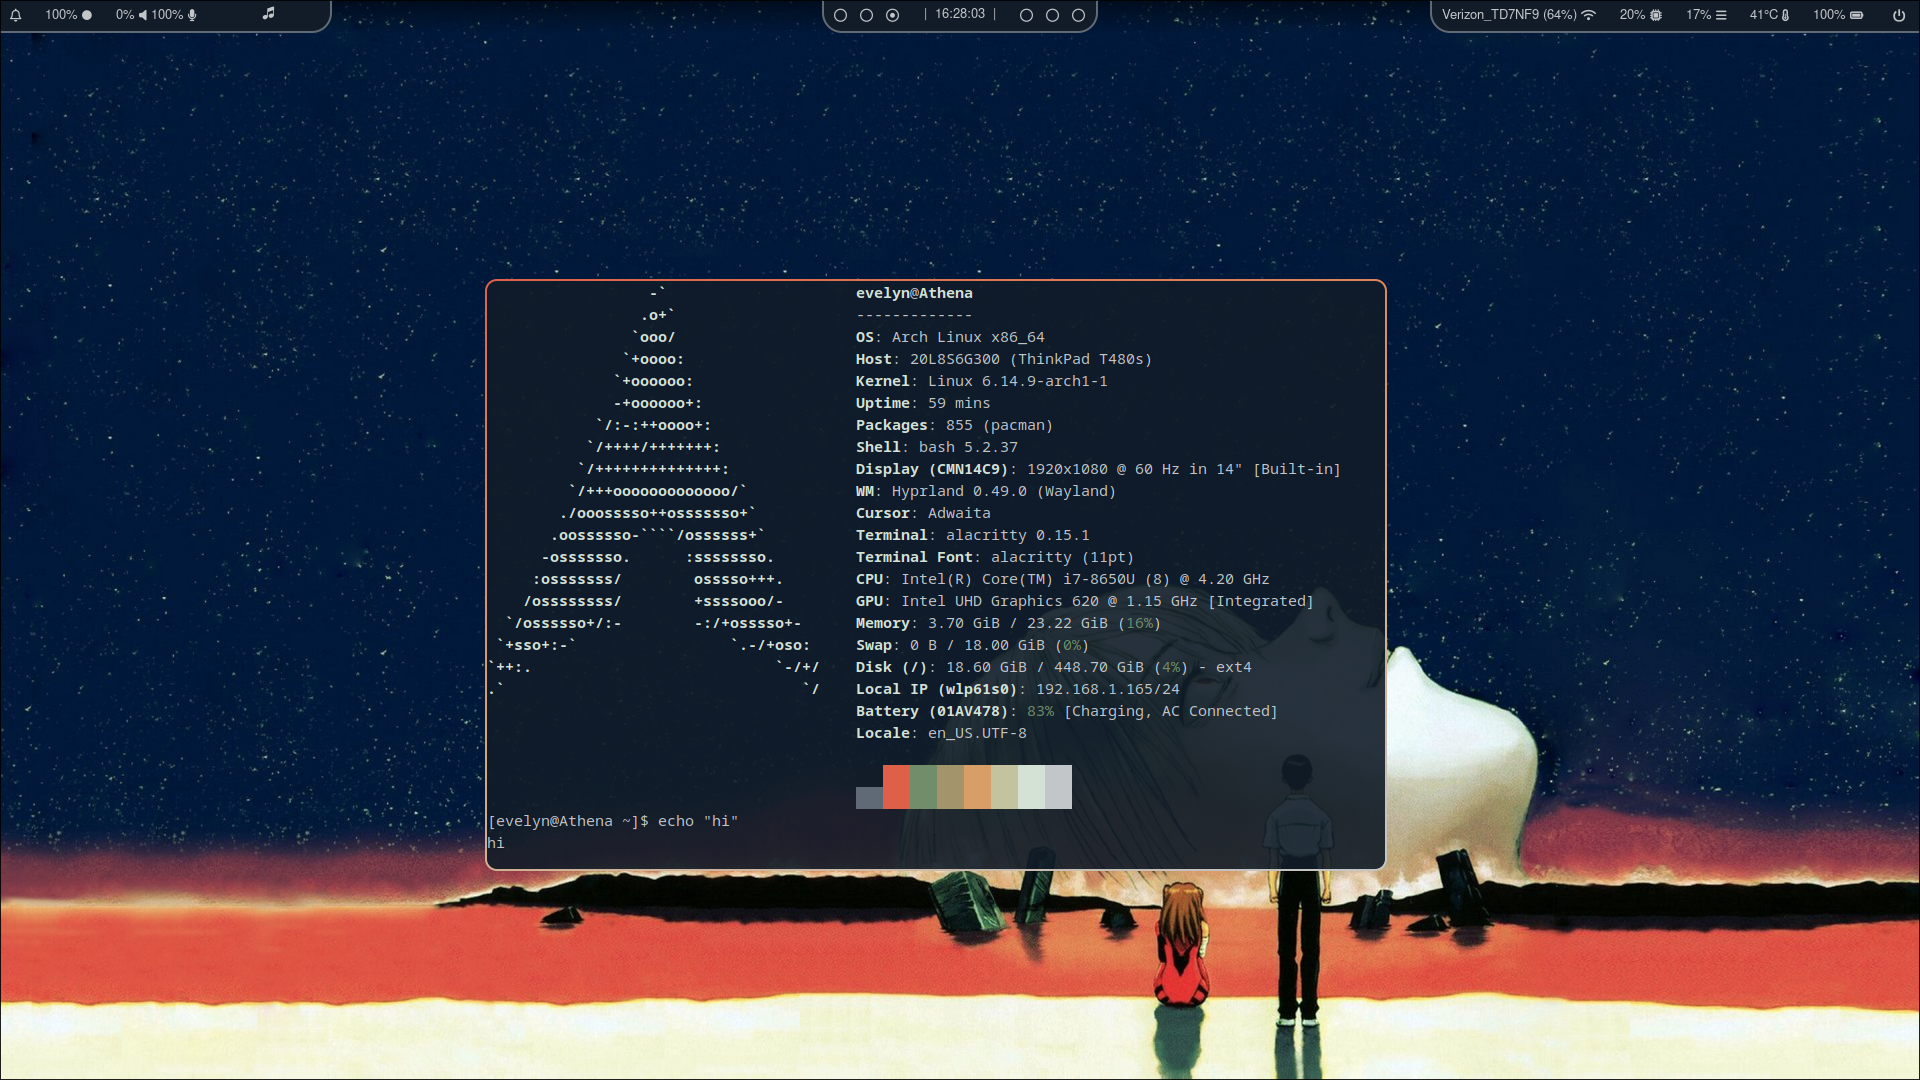 100% 0% 100% | 16:28:03 | Verizon_TD7NF9 (64%) 20% 17% 41°C 100%
                  -`                     evelyn@Athena
                 .o+`                    -------------
                `ooo/                    OS: Arch Linux x86_64
               `+oooo:                   Host: 20L8S6G300 (ThinkPad T480s)
              `+oooooo:                  Kernel: Linux 6.14.9-arch1-1
              -+oooooo+:                 Uptime: 59 mins
            `/:-:++oooo+:                Packages: 855 (pacman)
           `/++++/+++++++:               Shell: bash 5.2.37
          `/++++++++++++++:              Display (CMN14C9): 1920x1080 @ 60 Hz in 14" [Built-in]
         `/+++ooooooooooooo/`            WM: Hyprland 0.49.0 (Wayland)
        ./ooosssso++osssssso+`           Cursor: Adwaita
       .oossssso-````/ossssss+`          Terminal: alacritty 0.15.1
      -osssssso.      :ssssssso.         Terminal Font: alacritty (11pt)
     :osssssss/        osssso+++.        CPU: Intel(R) Core(TM) i7-8650U (8) @ 4.20 GHz
    /ossssssss/        +ssssooo/-        GPU: Intel UHD Graphics 620 @ 1.15 GHz [Integrated]
  `/ossssso+/:-        -:/+osssso+-      Memory: 3.70 GiB / 23.22 GiB (16%)
 `+sso+:-`                 `.-/+oso:     Swap: 0 B / 18.00 GiB (0%)
`++:.                           `-/+/    Disk (/): 18.60 GiB / 448.70 GiB (4%) - ext4
.`                                 `/    Local IP (wlp61s0): 192.168.1.165/24
                                         Battery (01AV478): 83% [Charging, AC Connected]
                                         Locale: en_US.UTF-8
[evelyn@Athena ~]$ echo "hi"
hi